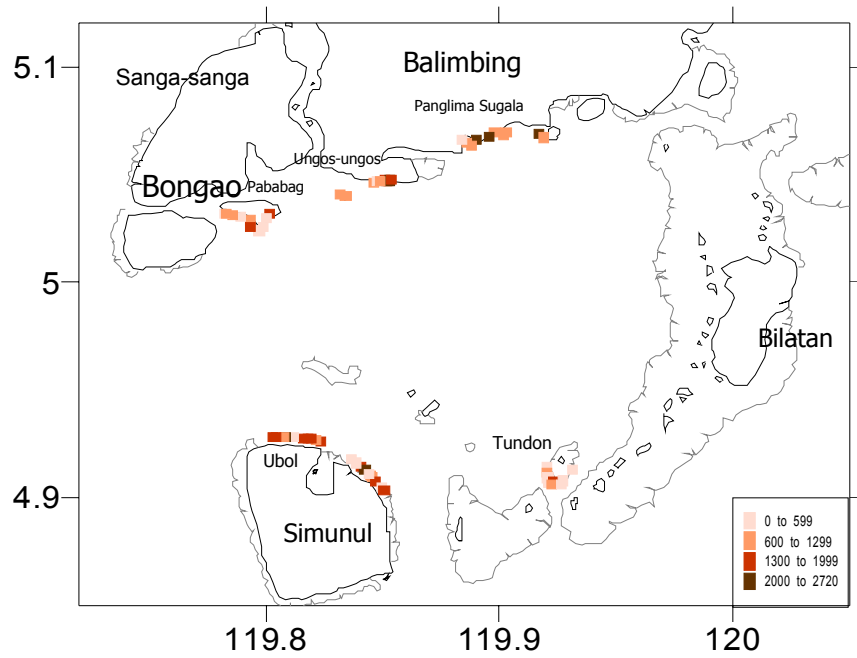 5.1
Balimbing
Sanga-sanga
Panglima Sugala
Ungos-ungos
Bongao
Pababag
5
Bilatan
Tundon
Ubol
4.9
Simunul
0 to 599
600 to 1299
1300 to 1999
2000 to 2720
119.8
119.9
120